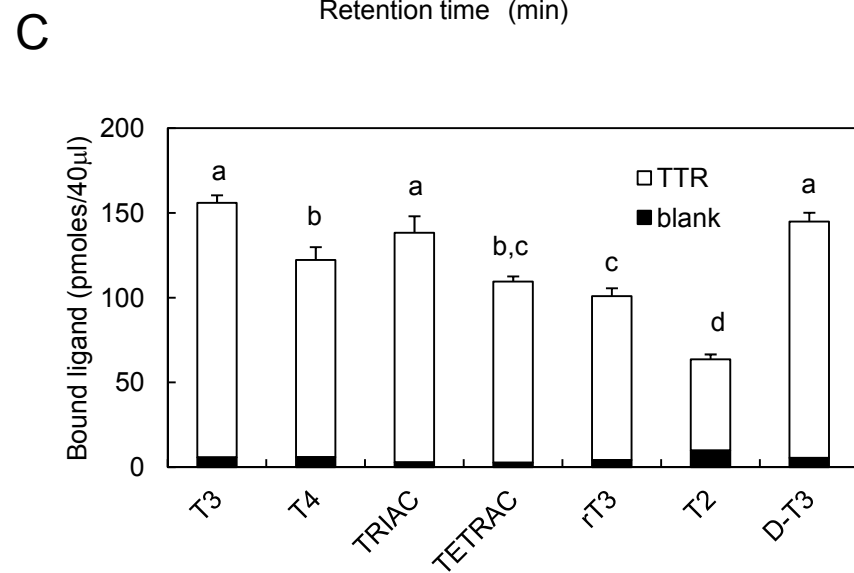 Retention time (min)
C
Bound ligand (pmoles/40μl)
200
150
100
50
0
a
b
a
b,c
c
d
a
TTR
blank
T3
T4
TRIAC
TETRAC
rT3
T2
D-T3